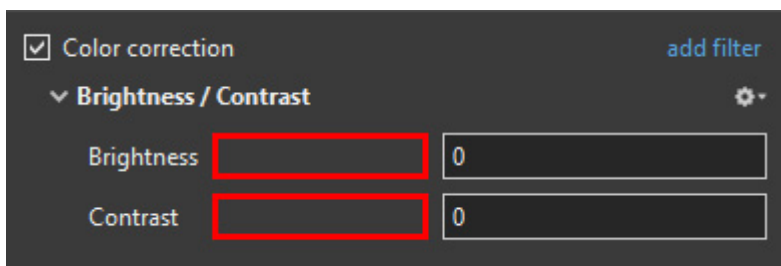 Color correction add filter
Brightness / Contrast
Brightness 0
Contrast 0